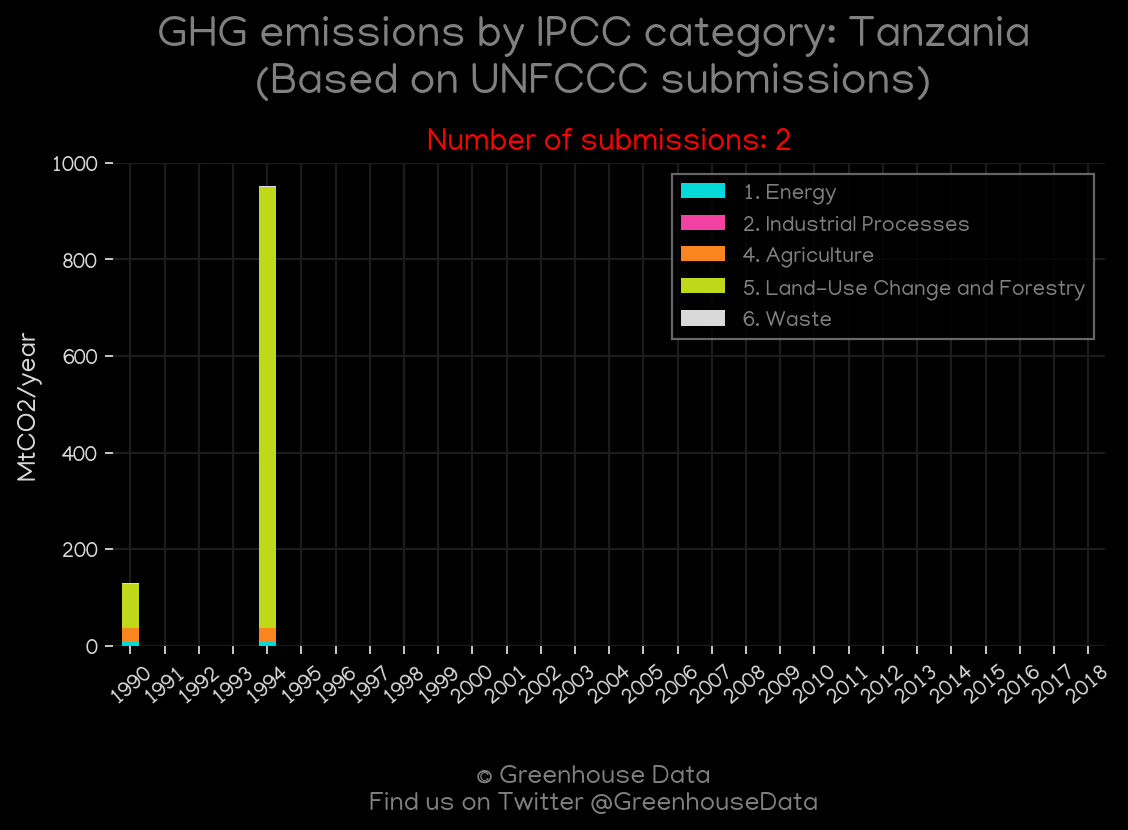 GHG emissions by IPCC category: Tanzania
(Based on UNFCCC submissions)
Number of submissions: 2
1000
800
600
400
200
0
MtCO2/year
1. Energy
2. Industrial Processes
4. Agriculture
5. Land-Use Change and Forestry
6. Waste
1990 1991 1992 1993 1994 1995 1996 1997 1998 1999 2000 2001 2002 2003 2004 2005 2006 2007 2008 2009 2010 2011 2012 2013 2014 2015 2016 2017 2018
© Greenhouse Data
Find us on Twitter @GreenhouseData